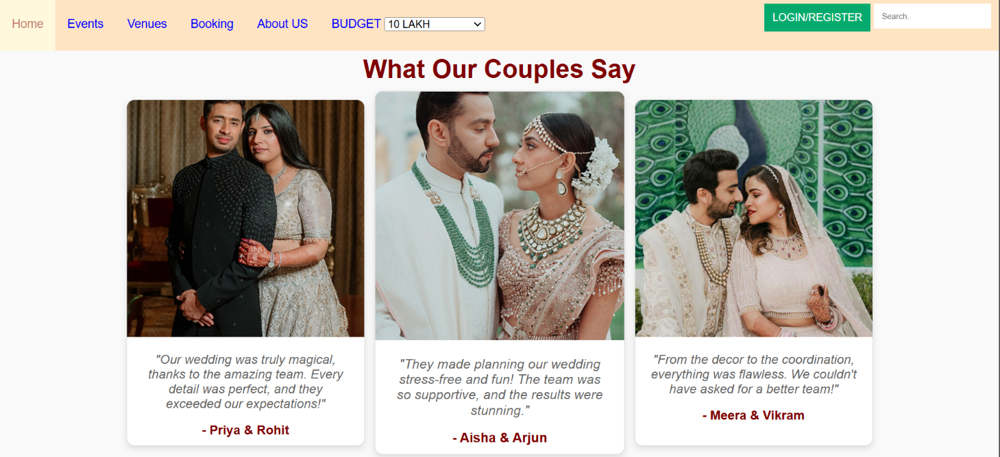 Home Events Venues Booking About US BUDGET 10 LAKH LOGIN/REGISTER Search..
What Our Couples Say
"Our wedding was truly magical,
thanks to the amazing team. Every
detail was perfect, and they
exceeded our expectations!"
- Priya & Rohit
"They made planning our wedding
stress-free and fun! The team was
so supportive, and the results were
stunning."
- Aisha & Arjun
"From the decor to the coordination,
everything was flawless. We couldn't
have asked for a better team!"
- Meera & Vikram